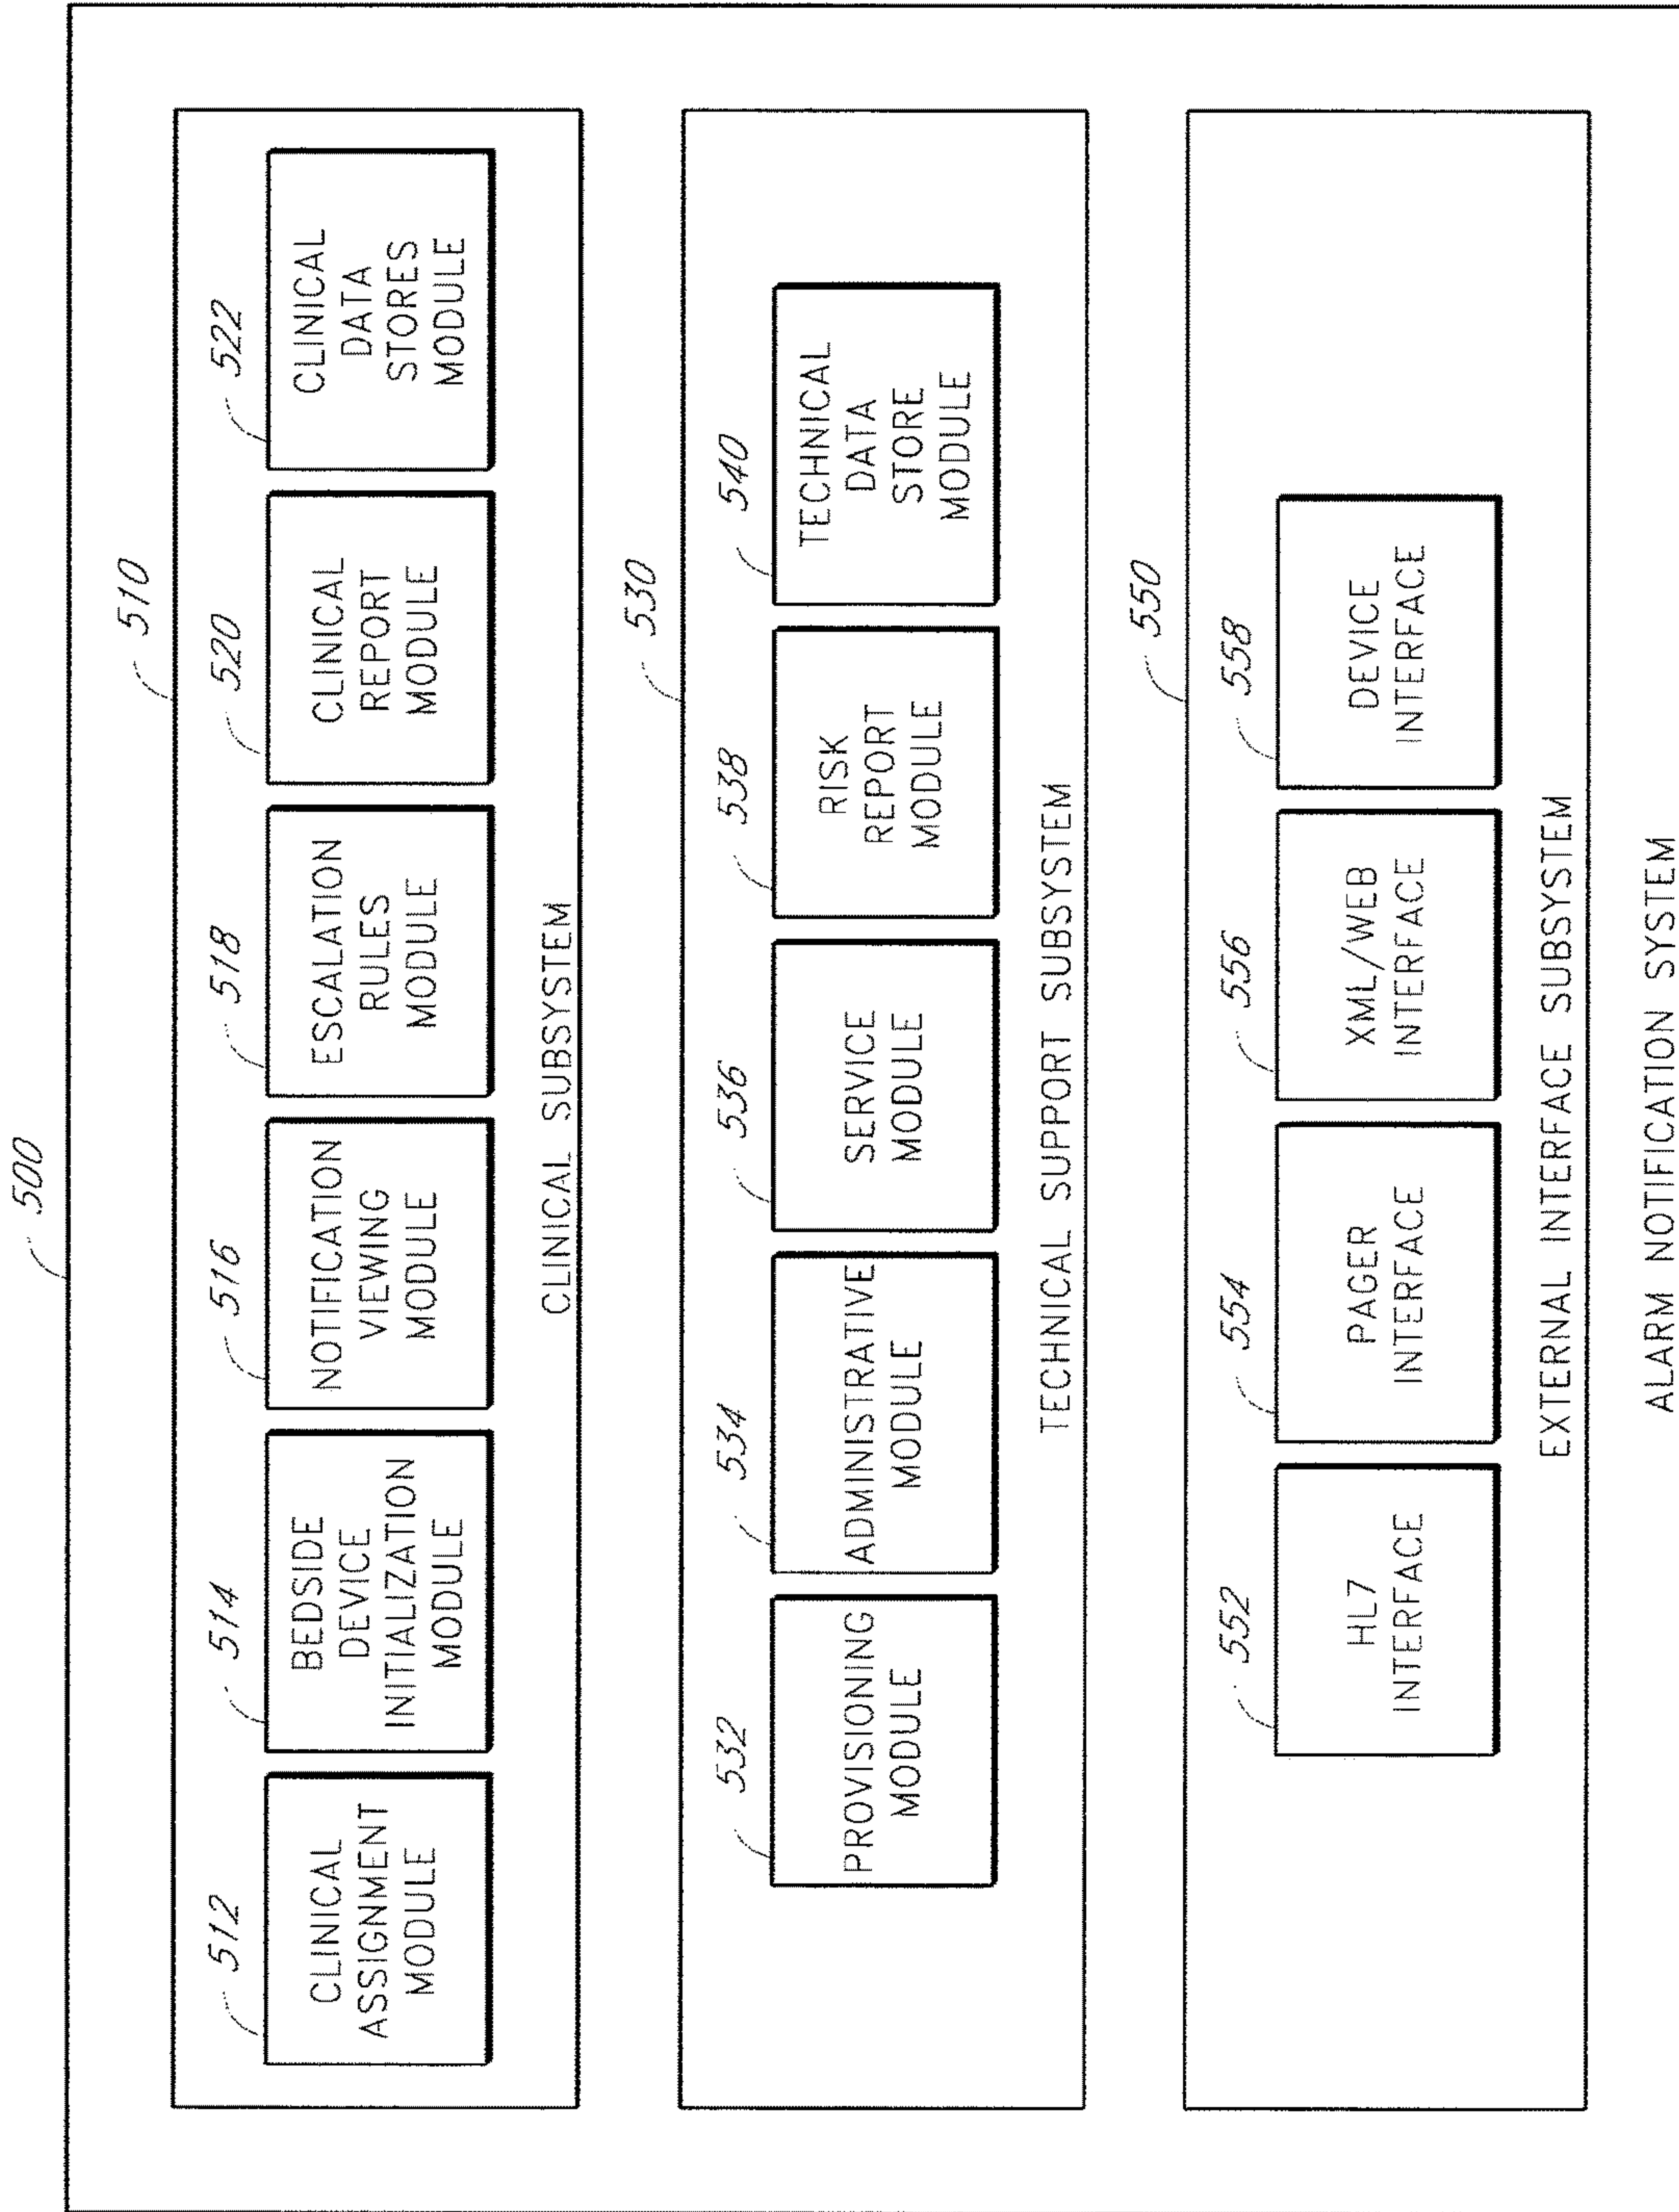 500
510
512
CLINICAL
ASSIGNMENT
MODULE
514
BEDSIDE
DEVICE
INITIALIZATION
MODULE
516
NOTIFICATION
VIEWING
MODULE
518
ESCALATION
RULES
MODULE
520
CLINICAL
REPORT
MODULE
522
CLINICAL
DATA
STORES
MODULE
CLINICAL SUBSYSTEM
530
532
PROVISIONING
MODULE
534
ADMINISTRATIVE
MODULE
536
SERVICE
MODULE
538
RISK
REPORT
MODULE
540
TECHNICAL
DATA
STORE
MODULE
TECHNICAL SUPPORT SUBSYSTEM
550
552
HL7
INTERFACE
554
PAGER
INTERFACE
556
XML/WEB
INTERFACE
558
DEVICE
INTERFACE
EXTERNAL INTERFACE SUBSYSTEM
ALARM NOTIFICATION SYSTEM